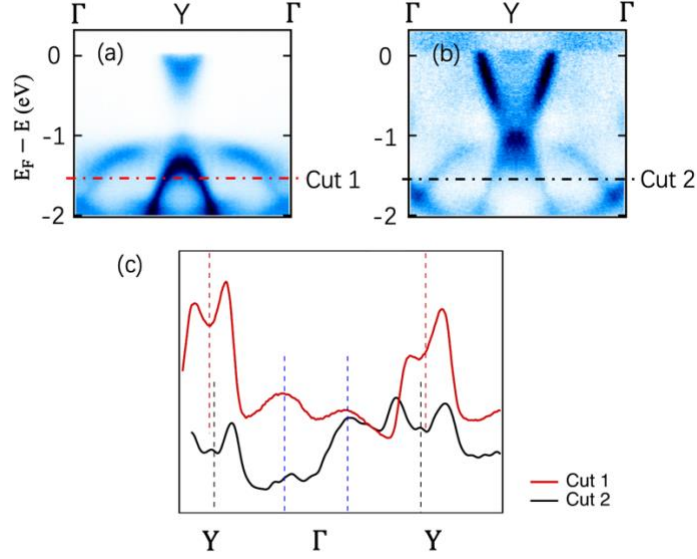 Γ Y Γ Γ Y Γ
(a) (b)
0 0
E_F − E (eV)
-1 -1
Cut 1 Cut 2
-2 -2
(c)
Cut 1
Cut 2
Y Γ Y